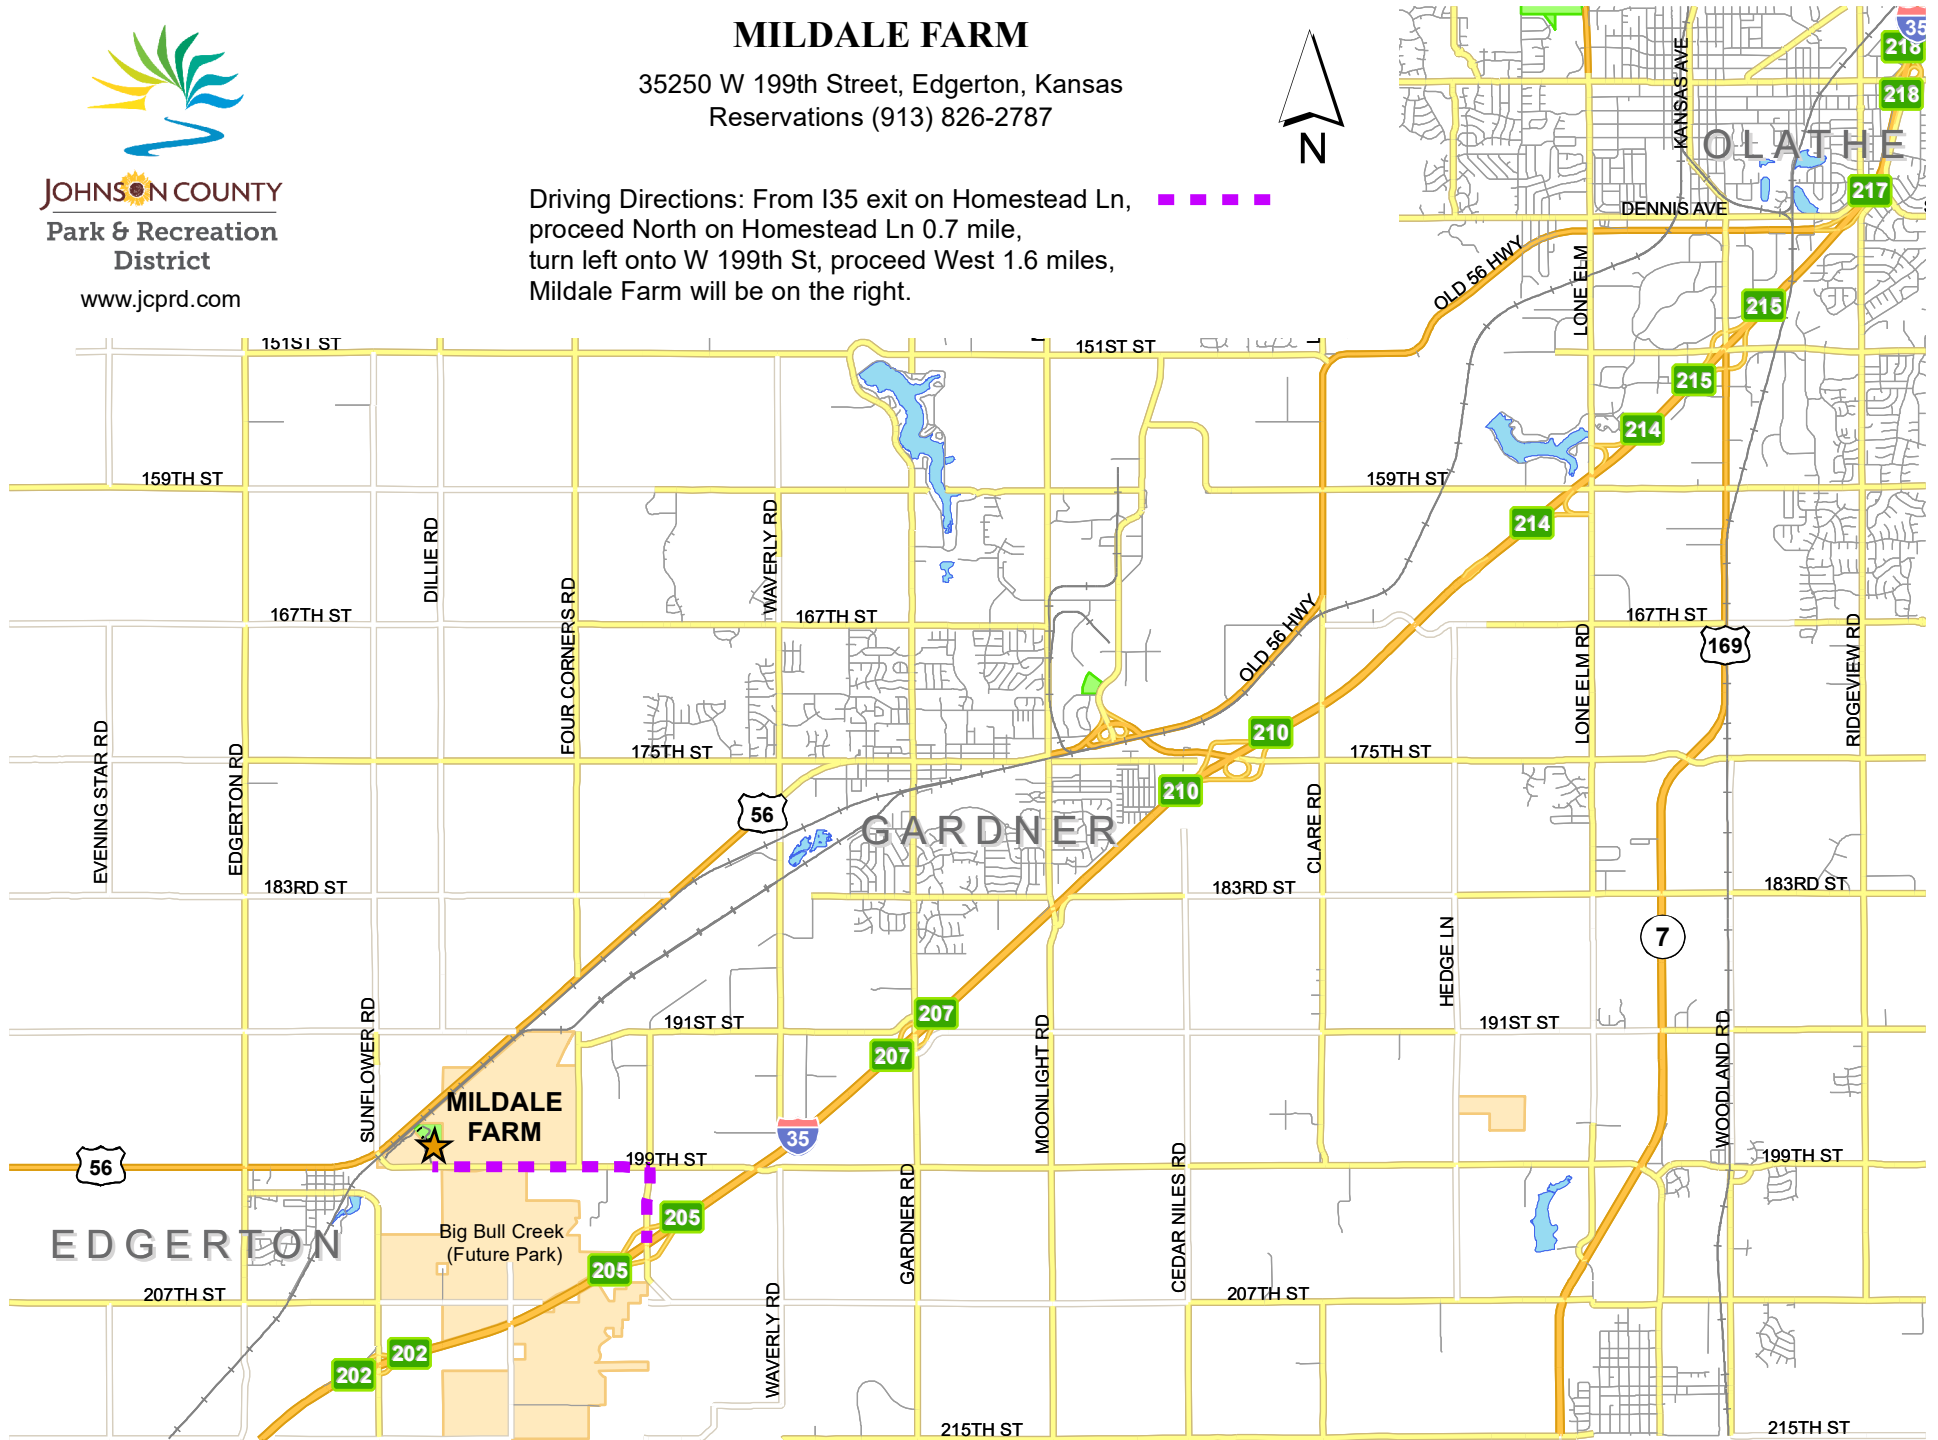 MILDALE FARM
35250 W 199th Street, Edgerton, Kansas
Reservations (913) 826-2787
N
JOHNSON COUNTY
Park & Recreation
District
www.jcprd.com
Driving Directions: From I35 exit on Homestead Ln,
proceed North on Homestead Ln 0.7 mile,
turn left onto W 199th St, proceed West 1.6 miles,
Mildale Farm will be on the right.
35
218
218
KANSAS AVE
OLATHE
217
DENNIS AVE
OLD 56 HWY
LONE ELM
215
151ST ST
151ST ST
215
214
159TH ST
159TH ST
214
DILLIE RD
WAVERLY RD
FOUR CORNERS RD
167TH ST
167TH ST
167TH ST
OLD 56 HWY
169
LONE ELM RD
RIDGEVIEW RD
EVENING STAR RD
EDGERTON RD
175TH ST
210
175TH ST
210
56
GARDNER
CLARE RD
183RD ST
183RD ST
183RD ST
HEDGE LN
7
SUNFLOWER RD
207
191ST ST
191ST ST
207
MOONLIGHT RD
WOODLAND RD
MILDALE
FARM
35
56
199TH ST
199TH ST
GARDNER RD
CEDAR NILES RD
205
EDGERTON
Big Bull Creek
(Future Park)
205
207TH ST
207TH ST
WAVERLY RD
202
202
215TH ST
215TH ST